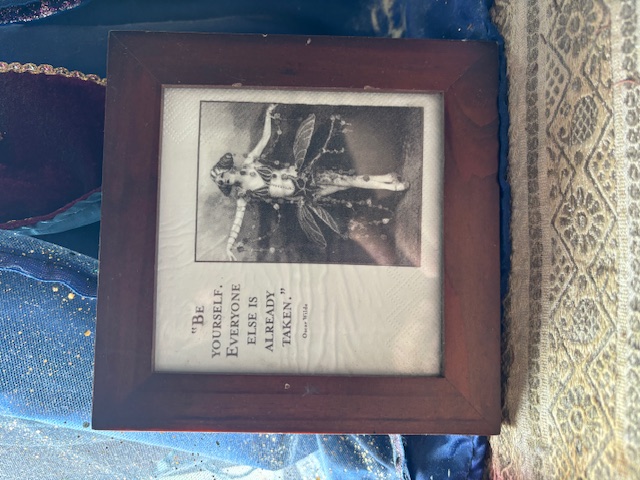 "Be
yourself.
Everyone
else is
already
taken."
Oscar Wilde